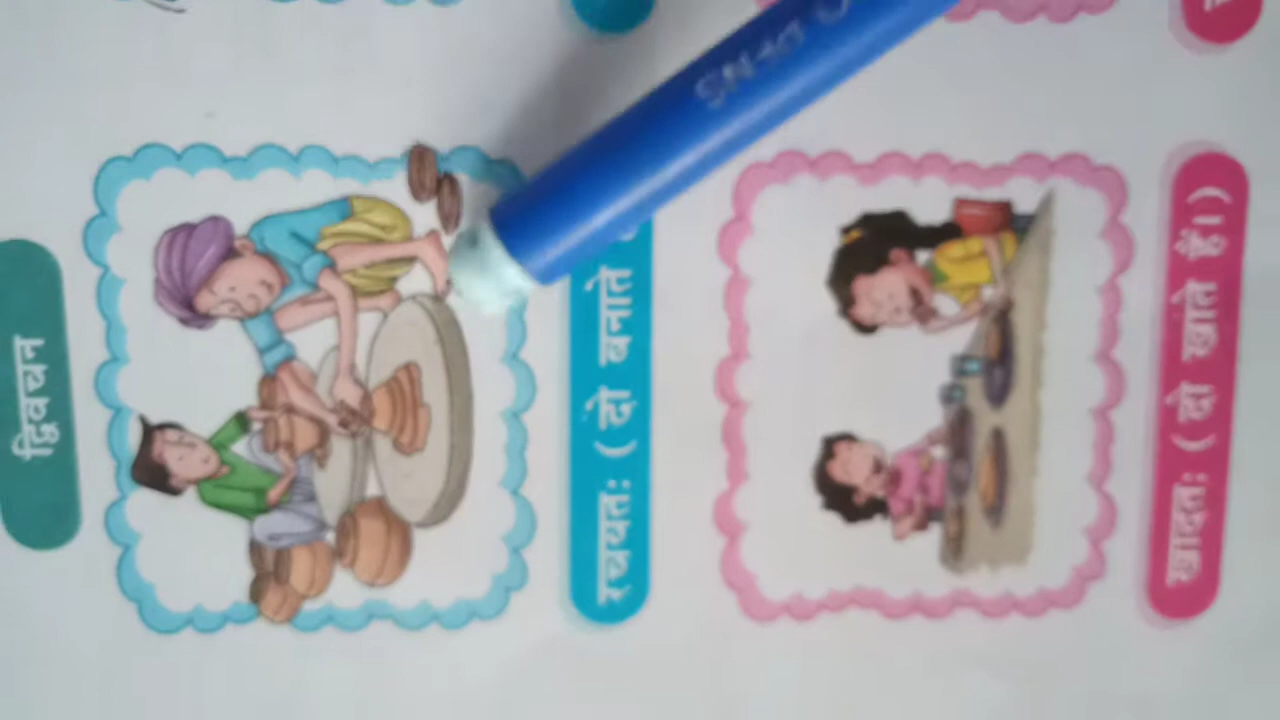 द्विवचन
रचयतः ( दो बनाते
खादतः ( दो खाते हैं।)